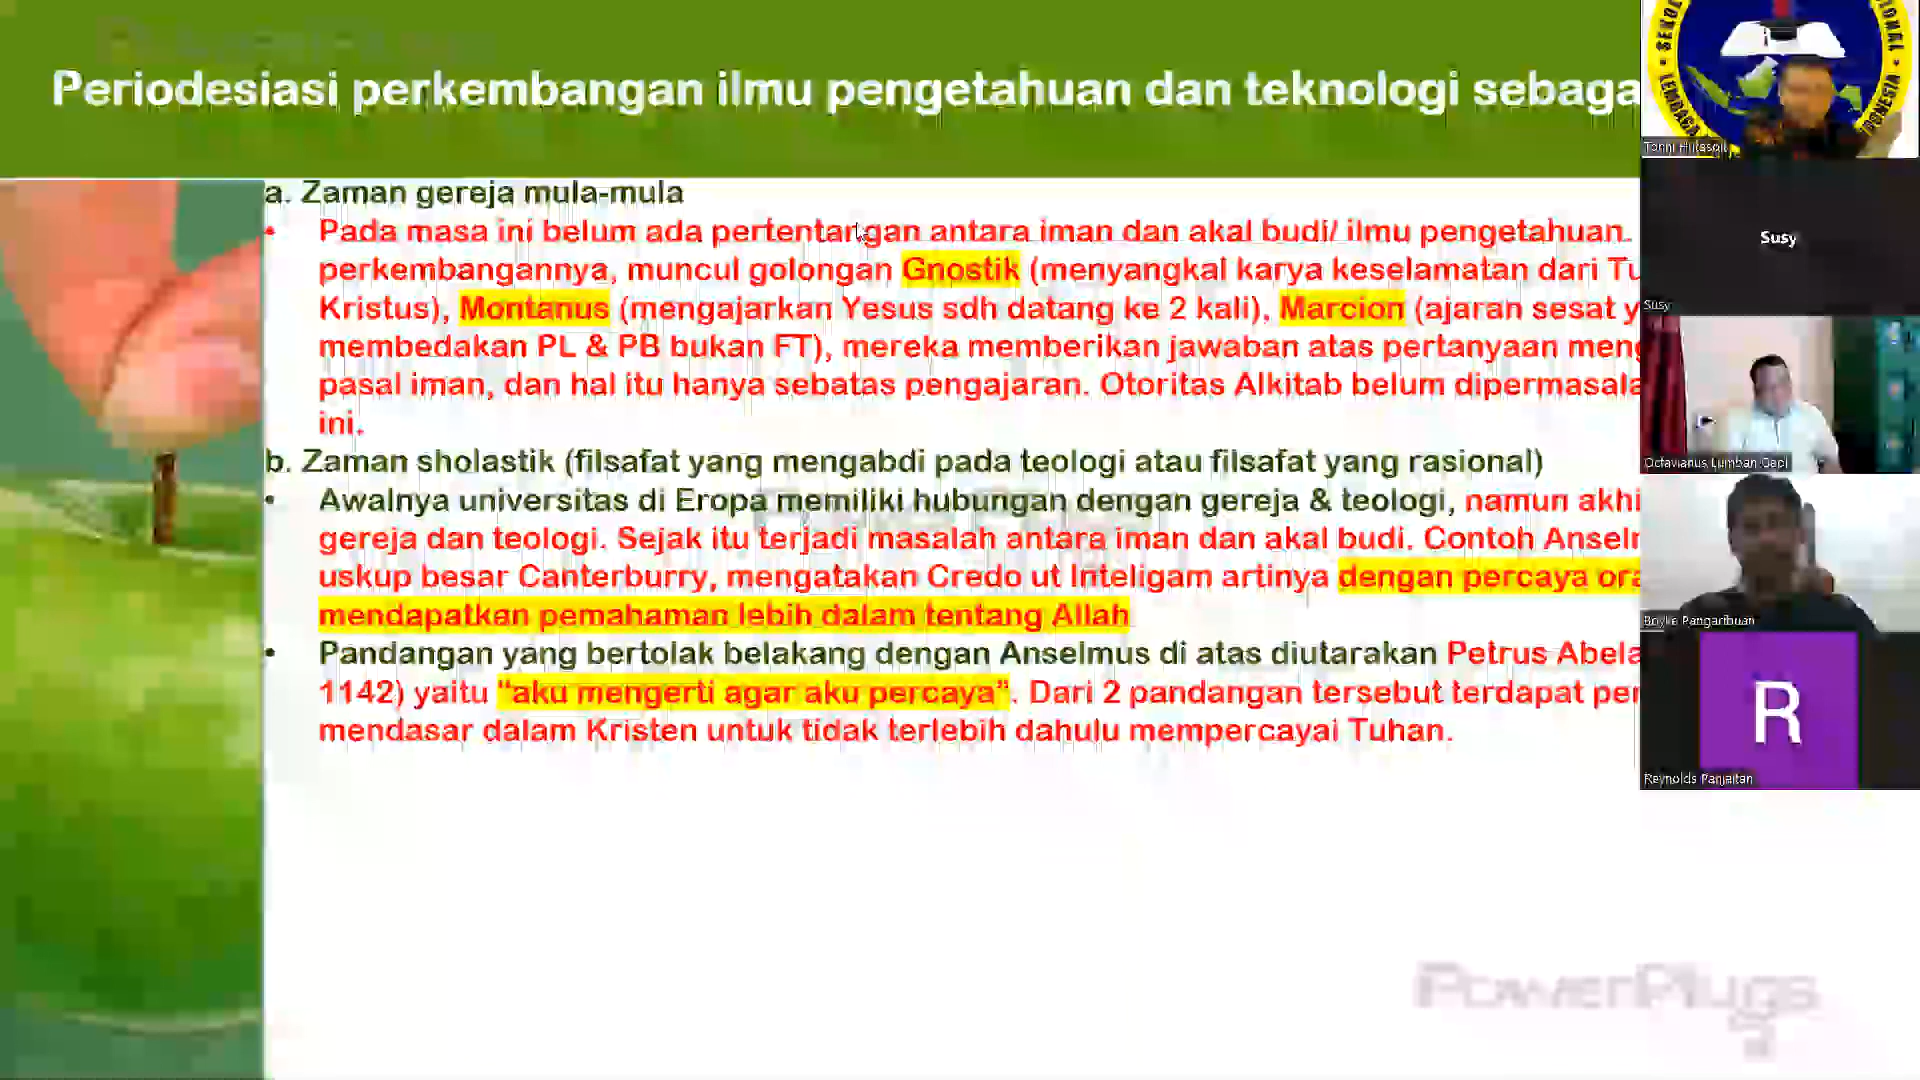 Periodesiasi perkembangan ilmu pengetahuan dan teknologi sebaga
a. Zaman gereja mula-mula
• Pada masa ini belum ada pertentangan antara iman dan akal budi/ ilmu pengetahuan.
perkembangannya, muncul golongan Gnostik (menyangkal karya keselamatan dari Tu
Kristus), Montanus (mengajarkan Yesus sdh datang ke 2 kali), Marcion (ajaran sesat y
membedakan PL & PB bukan FT), mereka memberikan jawaban atas pertanyaan meng
pasal iman, dan hal itu hanya sebatas pengajaran. Otoritas Alkitab belum dipermasala
ini.
b. Zaman sholastik (filsafat yang mengabdi pada teologi atau filsafat yang rasional)
• Awalnya universitas di Eropa memiliki hubungan dengan gereja & teologi, namun akhi
gereja dan teologi. Sejak itu terjadi masalah antara iman dan akal budi. Contoh Anselm
uskup besar Canterburry, mengatakan Credo ut Inteligam artinya dengan percaya ora
mendapatkan pemahaman lebih dalam tentang Allah
• Pandangan yang bertolak belakang dengan Anselmus di atas diutarakan Petrus Abela
1142) yaitu “aku mengerti agar aku percaya”. Dari 2 pandangan tersebut terdapat per
mendasar dalam Kristen untuk tidak terlebih dahulu mempercayai Tuhan.
PowerPlugs
LEMBAGA
Tonni Hutasoit
Susy
Susy
Octavianus Lumban Gaol
Boyke Pangaribuan
R
Reynolds Panjaitan